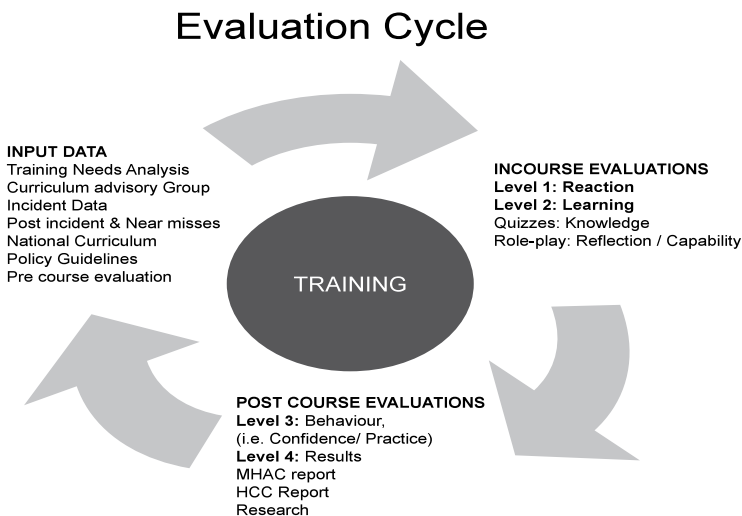 Evaluation Cycle
INPUT DATA
Training Needs Analysis
Curriculum advisory Group
Incident Data
Post incident & Near misses
National Curriculum
Policy Guidelines
Pre course evaluation
INCOURSE EVALUATIONS
Level 1: Reaction
Level 2: Learning
Quizzes: Knowledge
Role-play: Reflection / Capability
TRAINING
POST COURSE EVALUATIONS
Level 3: Behaviour,
(i.e. Confidence/ Practice)
Level 4: Results
MHAC report
HCC Report
Research